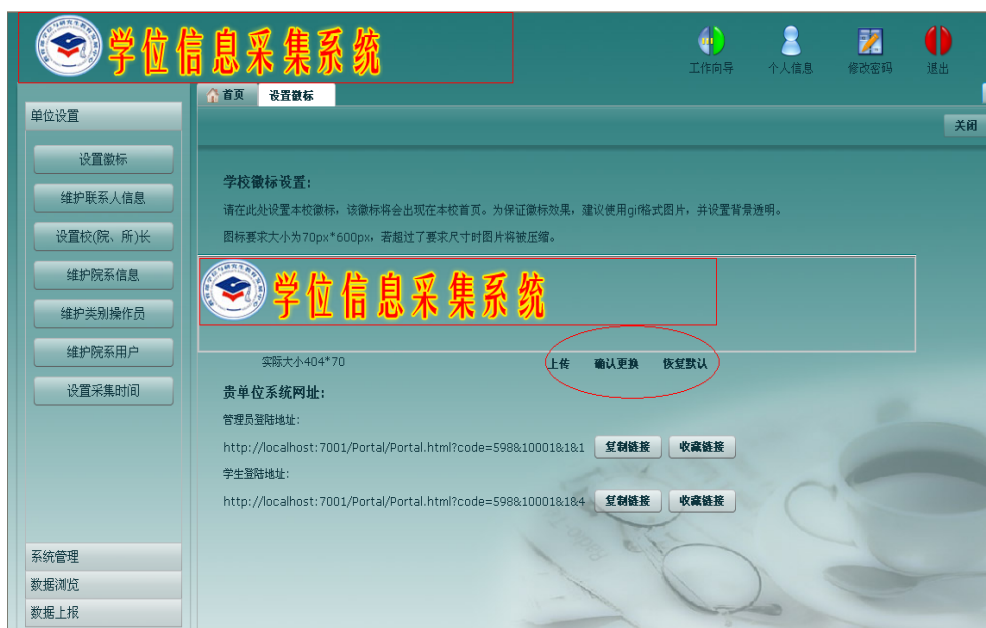 学位信息采集系统
工作向导 个人信息 修改密码 退出
首页 设置徽标
单位设置
关闭
设置徽标
维护联系人信息
设置校(院、所)长
维护院系信息
维护类别操作员
维护院系用户
设置采集时间
学校徽标设置:
请在此处设置本校徽标，该徽标将会出现在本校首页。为保证徽标效果，建议使用gif格式图片，并设置背景透明。
图标要求大小为70px*600px，若超过了要求尺寸时图片将被压缩。
学位信息采集系统
实际大小404*70 上传 确认更换 恢复默认
贵单位系统网址:
管理员登陆地址:
http://localhost:7001/Portal/Portal.html?code=598&10001&1&1 复制链接 收藏链接
学生登陆地址:
http://localhost:7001/Portal/Portal.html?code=598&10001&1&4 复制链接 收藏链接
系统管理
数据浏览
数据上报